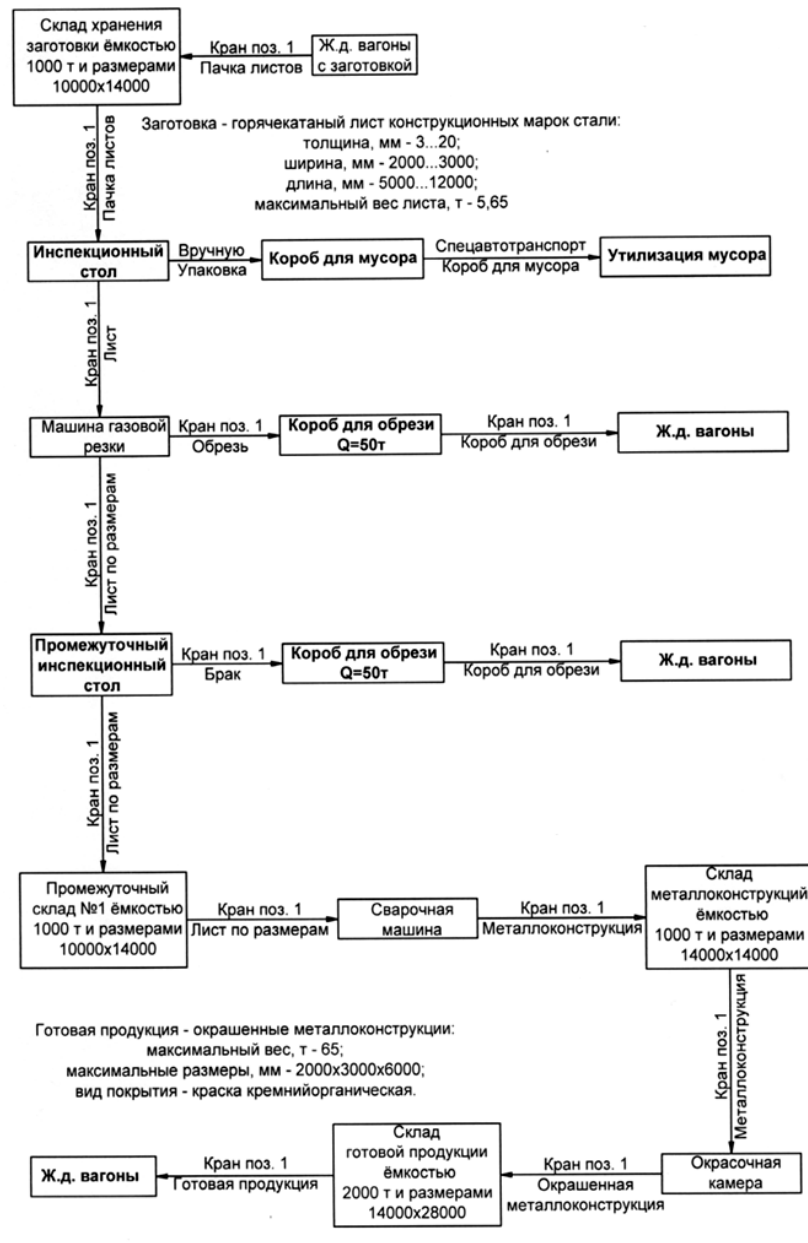 Склад хранения
заготовки ёмкостью
1000 т и размерами
10000х14000
Кран поз. 1
Пачка листов
Ж.д. вагоны
с заготовкой
Кран поз. 1
Пачка листов
Заготовка - горячекатаный лист конструкционных марок стали:
толщина, мм - 3...20;
ширина, мм - 2000...3000;
длина, мм - 5000...12000;
максимальный вес листа, т - 5,65
Инспекционный
стол
Вручную
Упаковка
Короб для мусора
Спецавтотранспорт
Короб для мусора
Утилизация мусора
Кран поз. 1
Лист
Машина газовой
резки
Кран поз. 1
Обрезь
Короб для обрези
Q=50т
Кран поз. 1
Короб для обрези
Ж.д. вагоны
Кран поз. 1
Лист по размерам
Промежуточный
инспекционный
стол
Кран поз. 1
Брак
Короб для обрези
Q=50т
Кран поз. 1
Короб для обрези
Ж.д. вагоны
Кран поз. 1
Лист по размерам
Промежуточный
склад №1 ёмкостью
1000 т и размерами
10000х14000
Кран поз. 1
Лист по размерам
Сварочная
машина
Кран поз. 1
Металлоконструкция
Склад
металлоконструкций
ёмкостью
1000 т и размерами
14000х14000
Кран поз. 1
Металлоконструкция
Готовая продукция - окрашенные металлоконструкции:
максимальный вес, т - 65;
максимальные размеры, мм - 2000х3000х6000;
вид покрытия - краска кремнийорганическая.
Ж.д. вагоны
Кран поз. 1
Готовая продукция
Склад
готовой продукции
ёмкостью
2000 т и размерами
14000х28000
Кран поз. 1
Окрашенная
металлоконструкция
Окрасочная
камера